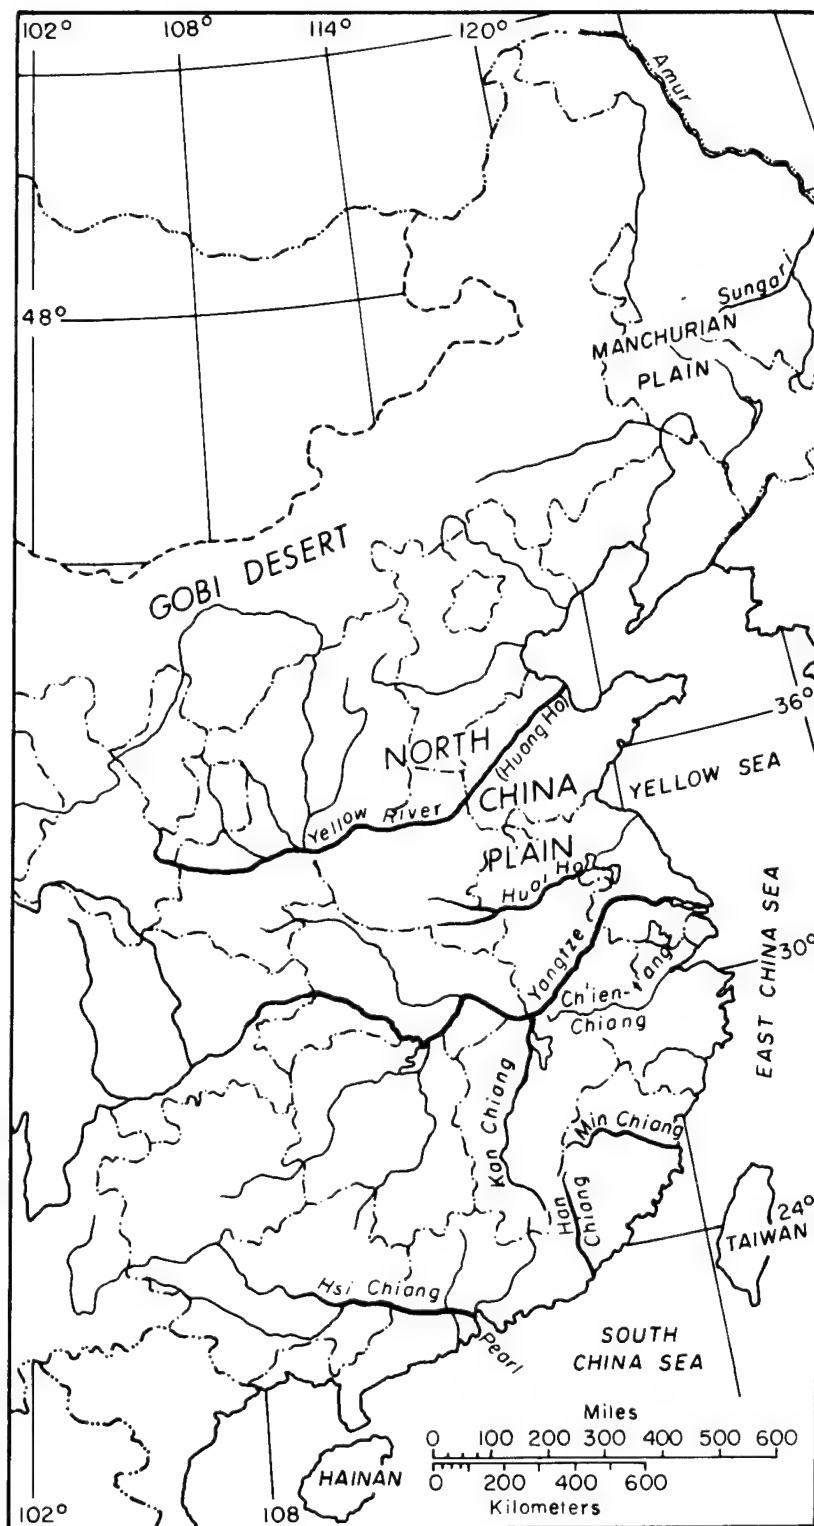 102°
108°
114°
120°
Amur
Sungari
48°
MANCHURIAN
PLAIN
GOBI DESERT
36°
NORTH
(Huang Ho)
CHINA
YELLOW SEA
Yellow River
PLAIN
Huai Ho
Yangtze
30°
Ch'ien-t'ang
Chiang
EAST CHINA SEA
Kan Chiang
Min Chiang
Han
Chiang
24°
TAIWAN
Hsi Chiang
Pearl
SOUTH
CHINA SEA
Miles
0 100 200 300 400 500 600
HAINAN
0 200 400 600
Kilometers
102°
108